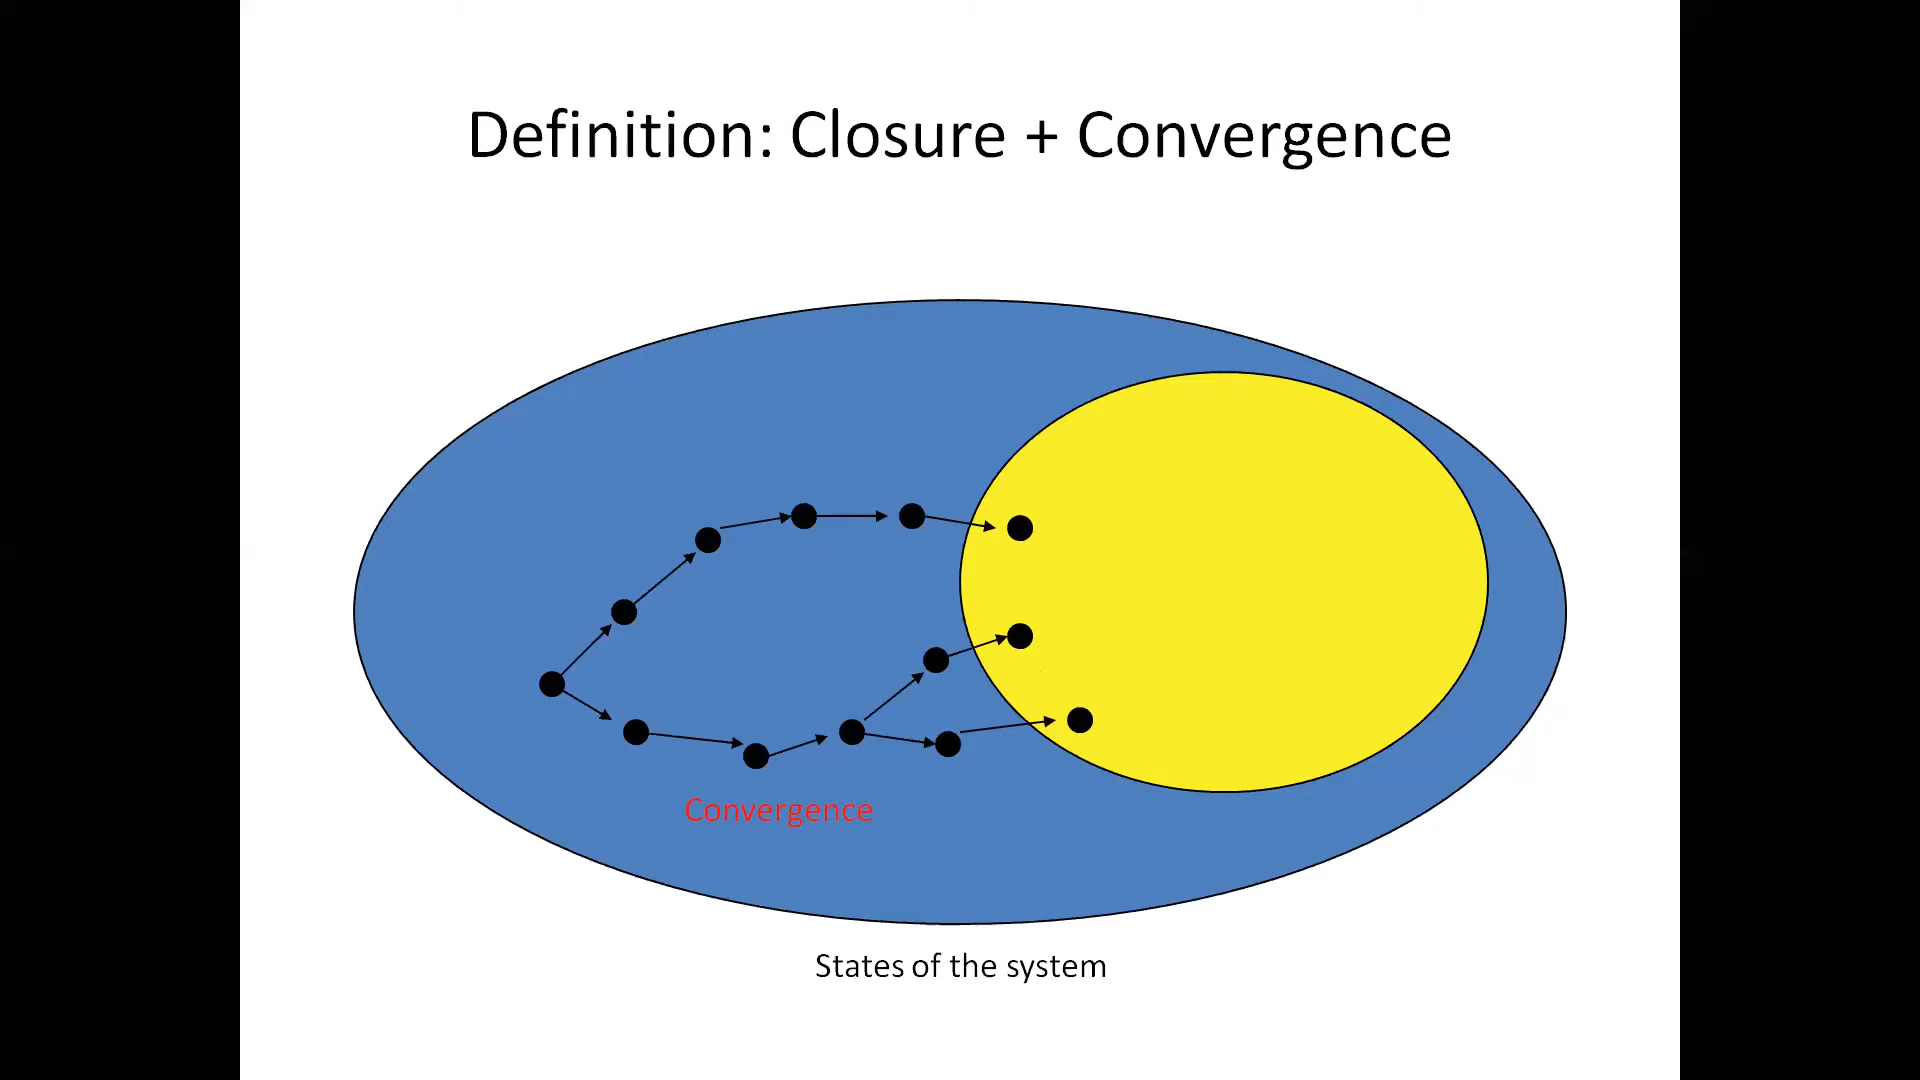 Definition: Closure + Convergence
Convergence
States of the system